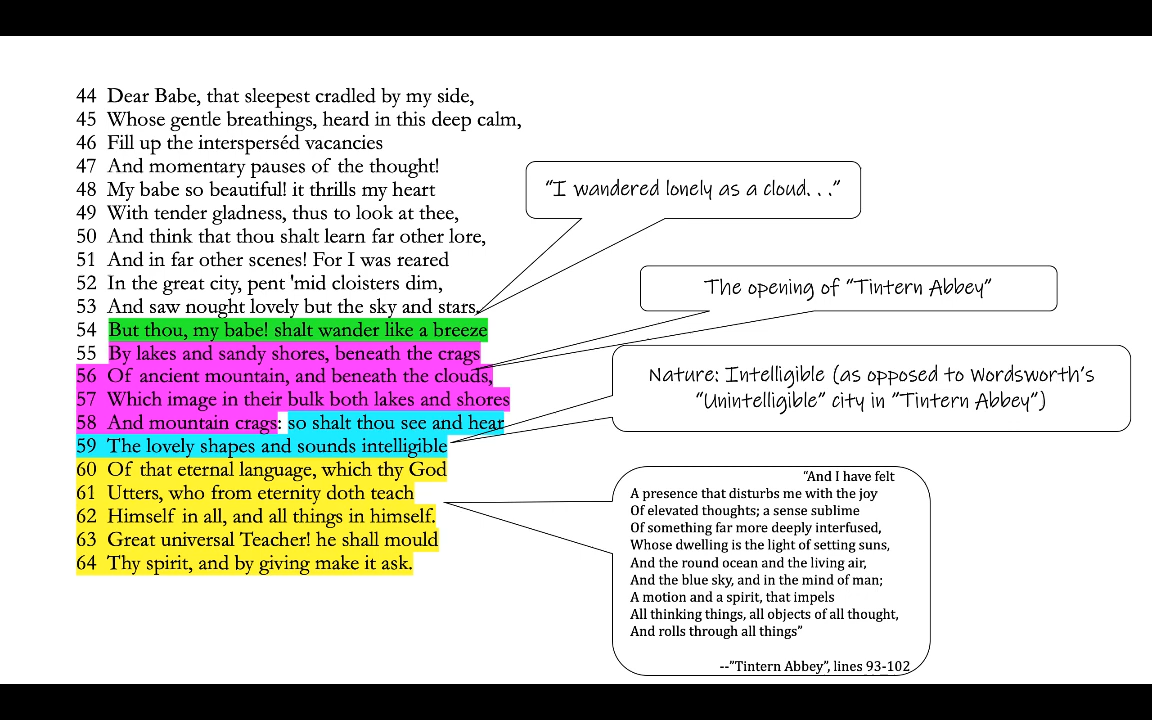 44 Dear Babe, that sleepest cradled by my side,
45 Whose gentle breathings, heard in this deep calm,
46 Fill up the intersperséd vacancies
47 And momentary pauses of the thought!
48 My babe so beautiful! it thrills my heart
49 With tender gladness, thus to look at thee,
50 And think that thou shalt learn far other lore,
51 And in far other scenes! For I was reared
52 In the great city, pent 'mid cloisters dim,
53 And saw nought lovely but the sky and stars.
54 But thou, my babe! shalt wander like a breeze
55 By lakes and sandy shores, beneath the crags
56 Of ancient mountain, and beneath the clouds,
57 Which image in their bulk both lakes and shores
58 And mountain crags: so shalt thou see and hear
59 The lovely shapes and sounds intelligible
60 Of that eternal language, which thy God
61 Utters, who from eternity doth teach
62 Himself in all, and all things in himself.
63 Great universal Teacher! he shall mould
64 Thy spirit, and by giving make it ask.
"I wandered lonely as a cloud. . ."
The opening of "Tintern Abbey"
Nature: Intelligible (as opposed to Wordsworth's
"Unintelligible" city in "Tintern Abbey")
"And I have felt
A presence that disturbs me with the joy
Of elevated thoughts; a sense sublime
Of something far more deeply interfused,
Whose dwelling is the light of setting suns,
And the round ocean and the living air,
And the blue sky, and in the mind of man;
A motion and a spirit, that impels
All thinking things, all objects of all thought,
And rolls through all things"
--"Tintern Abbey", lines 93-102